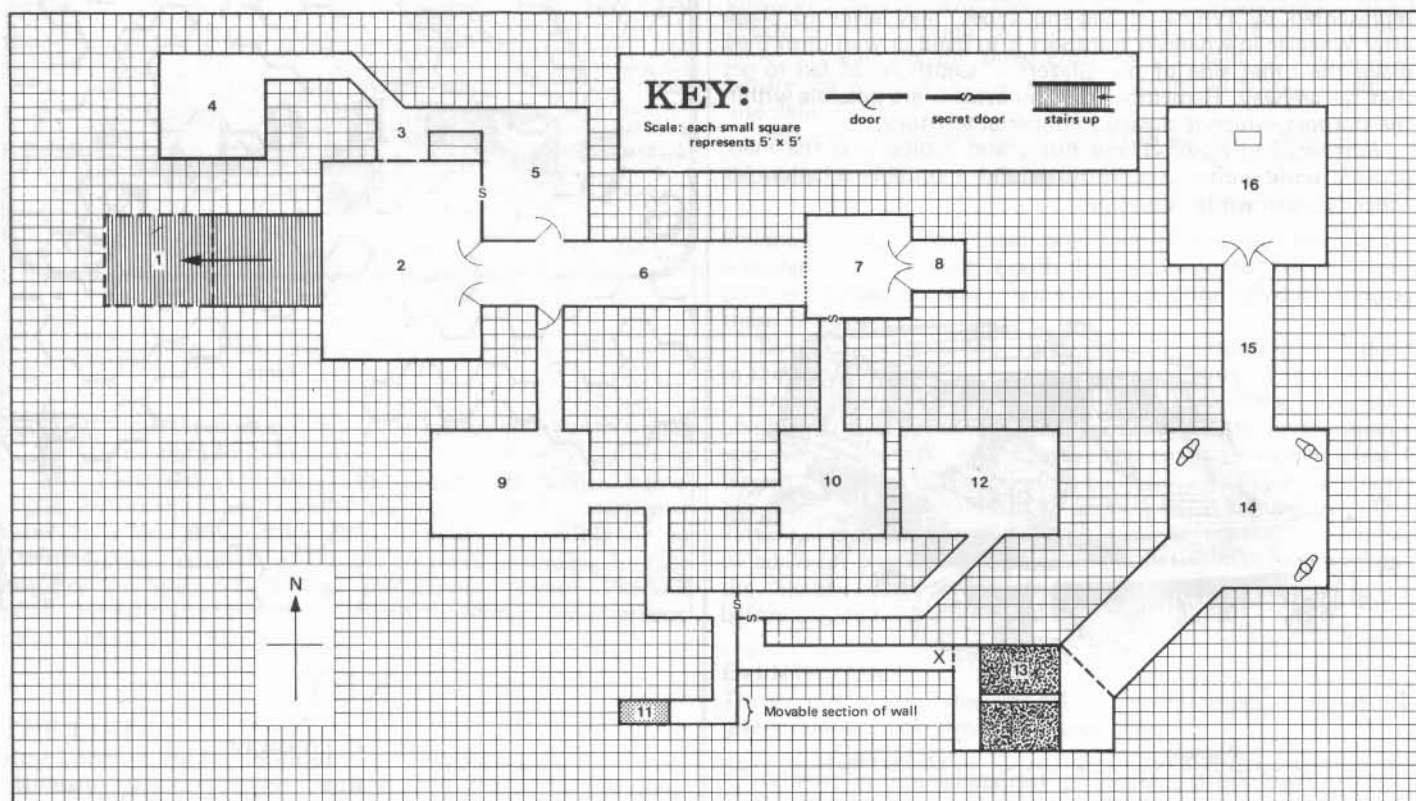 KEY:
Scale: each small square
represents 5' × 5'
door
S
secret door
stairs up
4
3
5
S
16
1
2
6
7
8
S
15
9
10
12
14
N
S
S
X
13
11
Movable section of wall